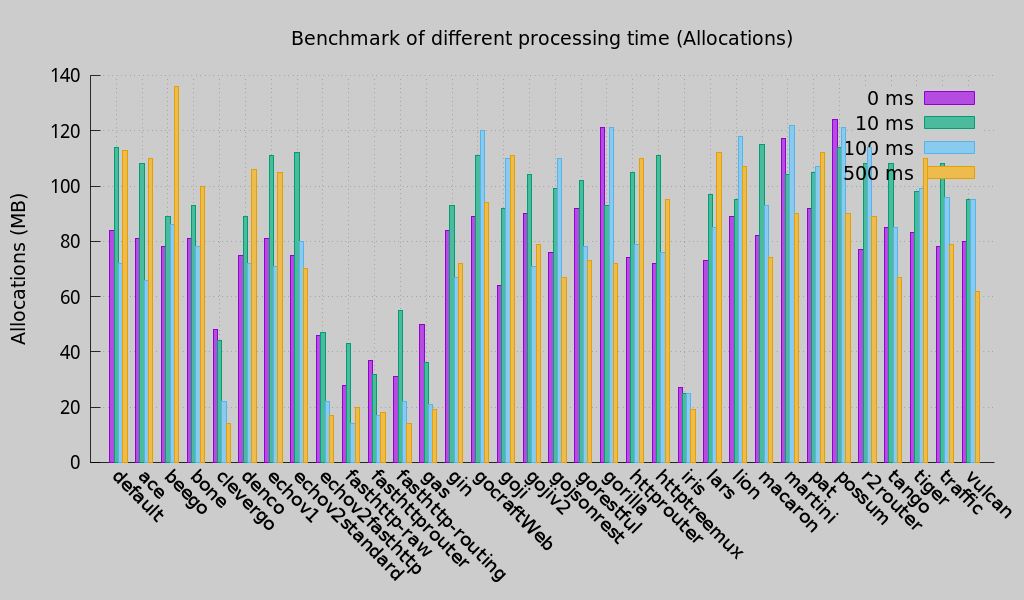 Benchmark of different processing time (Allocations)
Allocations (MB)
140
120
100
80
60
40
20
0
0 ms
10 ms
100 ms
500 ms
default
ace
beego
bone
clevergo
denco
echov1
echov2standard
echov2fasthttp
fasthttp-raw
fasthttprouter
fasthttp-routing
gas
gin
gocraftWeb
goji
gojiv2
gojsonrest
gorestful
gorilla
httprouter
httptreemux
iris
lars
lion
macaron
martini
pat
possum
r2router
tango
tiger
traffic
vulcan